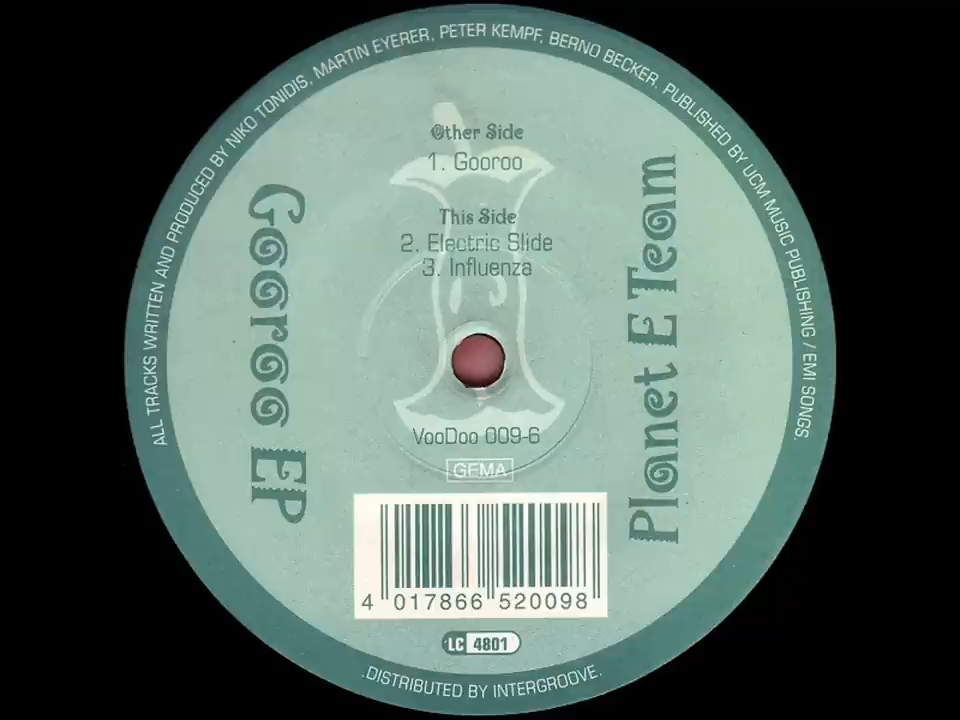 ALL TRACKS WRITTEN AND PRODUCED BY NIKO TONIDIS, MARTIN EYERER, PETER KEMPF, BERNO BECKER. PUBLISHED BY UCM MUSIC PUBLISHING / EMI SONGS.
Other Side
1. Gooroo
This Side
2. Electric Slide
3. Influenza
Gooroo EP
Planet E Team
VooDoo 009-6
GEMA
4 017866 520098
LC 4801
.DISTRIBUTED BY INTERGROOVE.